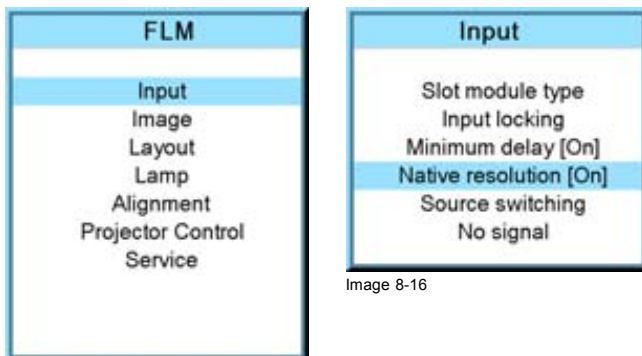 FLM
Input
Image
Layout
Lamp
Alignment
Projector Control
Service
Input
Slot module type
Input locking
Minimum delay [On]
Native resolution [On]
Source switching
No signal
Image 8-16